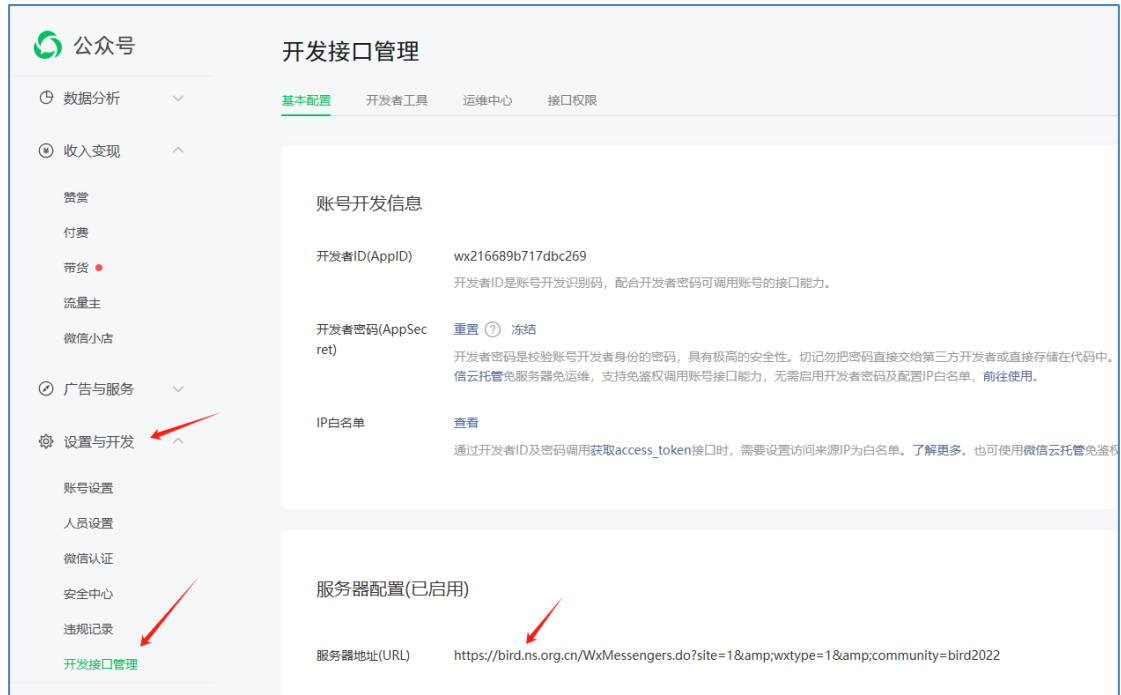 公众号
数据分析
收入变现
赞赏
付费
带货
流量主
微信小店
广告与服务
设置与开发
账号设置
人员设置
微信认证
安全中心
违规记录
开发接口管理
开发接口管理
基本配置 开发者工具 运维中心 接口权限
账号开发信息
开发者ID(AppID) wx216689b717dbc269
开发者ID是账号开发识别码，配合开发者密码可调用账号的接口能力。
开发者密码(AppSec
ret)
重置 ? 冻结
开发者密码是校验账号开发者身份的密码，具有极高的安全性。切记勿把密码直接交给第三方开发者或直接存储在代码中。
信云托管免服务器免运维，支持免鉴权调用账号接口能力，无需启用开发者密码及配置IP白名单，前往使用。
IP白名单 查看
通过开发者ID及密码调用获取access_token接口时，需要设置访问来源IP为白名单。了解更多。也可使用微信云托管免鉴权
服务器配置(已启用)
服务器地址(URL) https://bird.ns.org.cn/WxMessengers.do?site=1&amp;wxtype=1&amp;community=bird2022